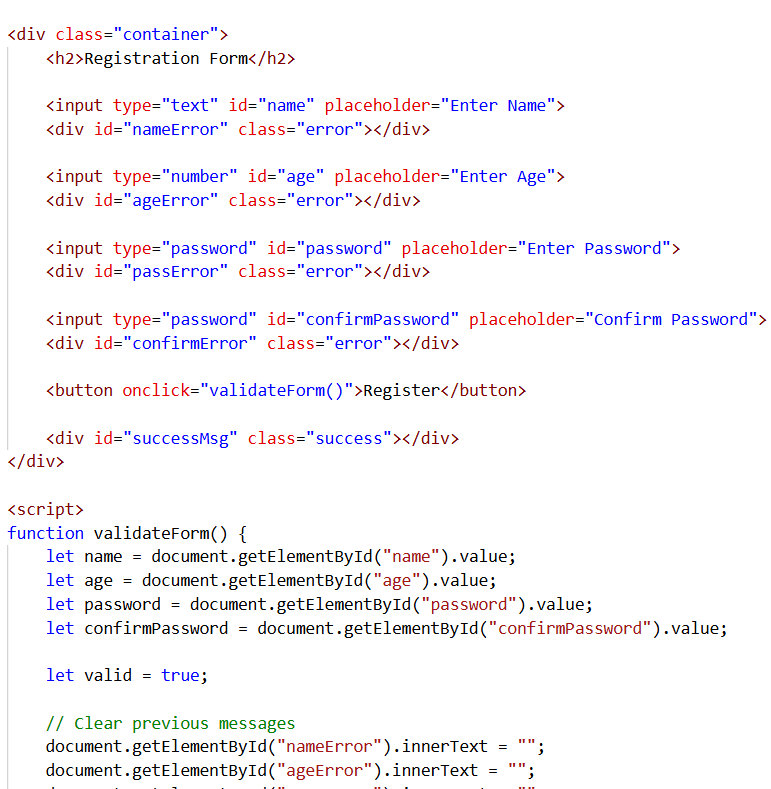 <div class="container">
    <h2>Registration Form</h2>

    <input type="text" id="name" placeholder="Enter Name">
    <div id="nameError" class="error"></div>

    <input type="number" id="age" placeholder="Enter Age">
    <div id="ageError" class="error"></div>

    <input type="password" id="password" placeholder="Enter Password">
    <div id="passError" class="error"></div>

    <input type="password" id="confirmPassword" placeholder="Confirm Password">
    <div id="confirmError" class="error"></div>

    <button onclick="validateForm()">Register</button>

    <div id="successMsg" class="success"></div>
</div>

<script>
function validateForm() {
    let name = document.getElementById("name").value;
    let age = document.getElementById("age").value;
    let password = document.getElementById("password").value;
    let confirmPassword = document.getElementById("confirmPassword").value;

    let valid = true;

    // Clear previous messages
    document.getElementById("nameError").innerText = "";
    document.getElementById("ageError").innerText = "";